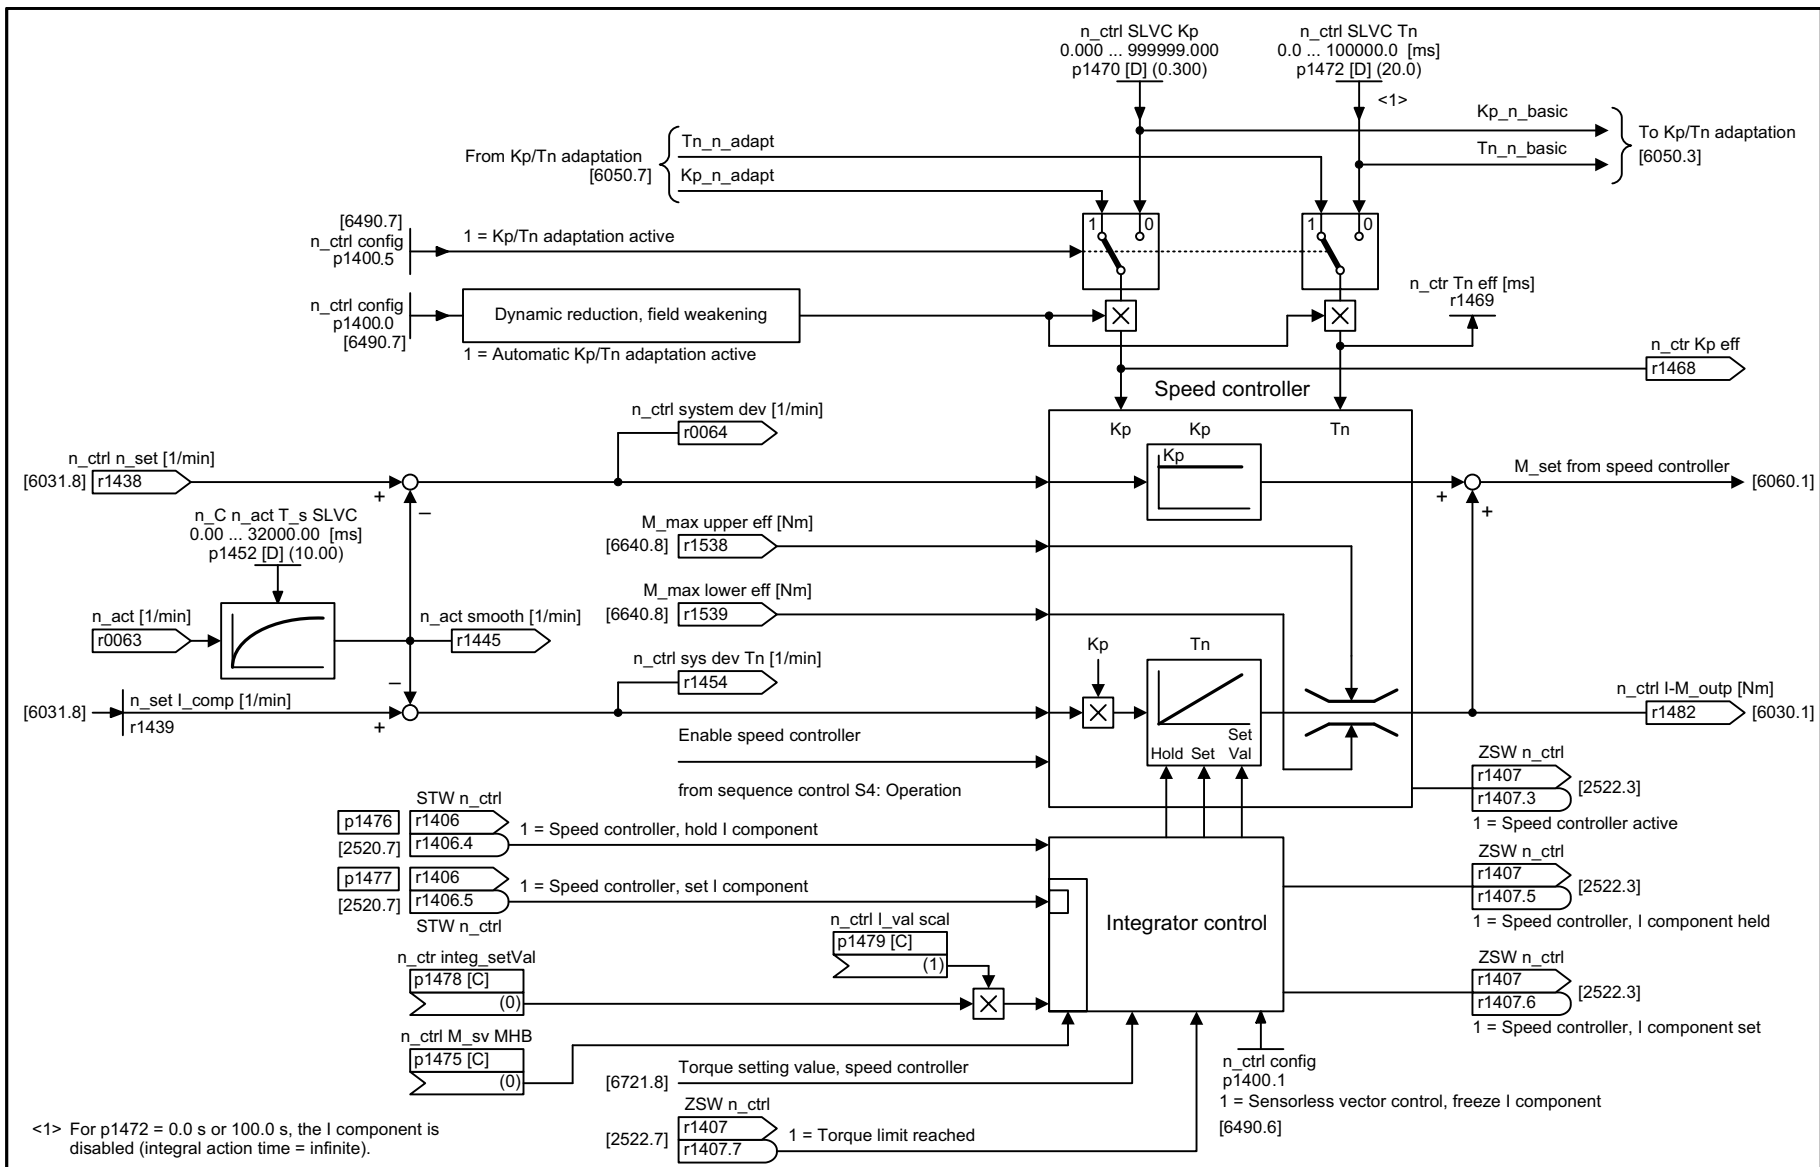 n_ctrl SLVC Kp
0.000 ... 999999.000
p1470 [D] (0.300)
n_ctrl SLVC Tn
0.0 ... 100000.0 [ms]
p1472 [D] (20.0)
<1>
Kp_n_basic
Tn_n_basic
To Kp/Tn adaptation
[6050.3]
From Kp/Tn adaptation
[6050.7]
Tn_n_adapt
Kp_n_adapt
[6490.7]
n_ctrl config
p1400.5
1 = Kp/Tn adaptation active
1
0
1
0
n_ctrl config
p1400.0
[6490.7]
Dynamic reduction, field weakening
1 = Automatic Kp/Tn adaptation active
n_ctr Tn eff [ms]
r1469
n_ctr Kp eff
r1468
Speed controller
n_ctrl system dev [1/min]
r0064
Kp
Kp
Tn
Kp
n_ctrl n_set [1/min]
[6031.8]
r1438
+
–
+
+
M_set from speed controller
[6060.1]
n_C n_act T_s SLVC
0.00 ... 32000.00 [ms]
p1452 [D] (10.00)
M_max upper eff [Nm]
[6640.8]
r1538
M_max lower eff [Nm]
[6640.8]
r1539
n_act [1/min]
r0063
n_act smooth [1/min]
r1445
n_ctrl sys dev Tn [1/min]
r1454
Kp
Tn
–
+
[6031.8]
n_set I_comp [1/min]
r1439
n_ctrl I-M_outp [Nm]
r1482
[6030.1]
Enable speed controller
from sequence control S4: Operation
Hold
Set
Set
Val
ZSW n_ctrl
r1407
r1407.3
[2522.3]
1 = Speed controller active
STW n_ctrl
p1476
[2520.7]
r1406
r1406.4
1 = Speed controller, hold I component
p1477
[2520.7]
r1406
r1406.5
STW n_ctrl
1 = Speed controller, set I component
Integrator control
ZSW n_ctrl
r1407
r1407.5
[2522.3]
1 = Speed controller, I component held
n_ctrl I_val scal
p1479 [C]
(1)
n_ctr integ_setVal
p1478 [C]
(0)
ZSW n_ctrl
r1407
r1407.6
[2522.3]
1 = Speed controller, I component set
n_ctrl M_sv MHB
p1475 [C]
(0)
[6721.8]
Torque setting value, speed controller
n_ctrl config
p1400.1
1 = Sensorless vector control, freeze I component
[6490.6]
ZSW n_ctrl
[2522.7]
r1407
r1407.7
1 = Torque limit reached
<1> For p1472 = 0.0 s or 100.0 s, the I component is
disabled (integral action time = infinite).